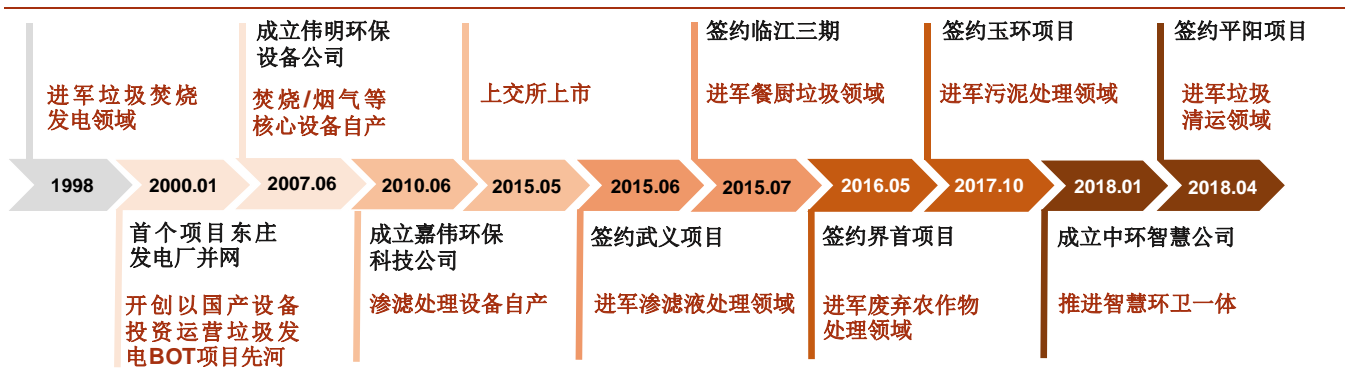 进军垃圾焚烧
发电领域
成立伟明环保
设备公司
焚烧/烟气等
核心设备自产
上交所上市
签约临江三期
进军餐厨垃圾领域
签约玉环项目
进军污泥处理领域
签约平阳项目
进军垃圾
清运领域
1998
2000.01
2007.06
2010.06
2015.05
2015.06
2015.07
2016.05
2017.10
2018.01
2018.04
首个项目东庄
发电厂并网
开创以国产设备
投资运营垃圾发
电BOT项目先河
成立嘉伟环保
科技公司
渗滤处理设备自产
签约武义项目
进军渗滤液处理领域
签约界首项目
进军废弃农作物
处理领域
成立中环智慧公司
推进智慧环卫一体